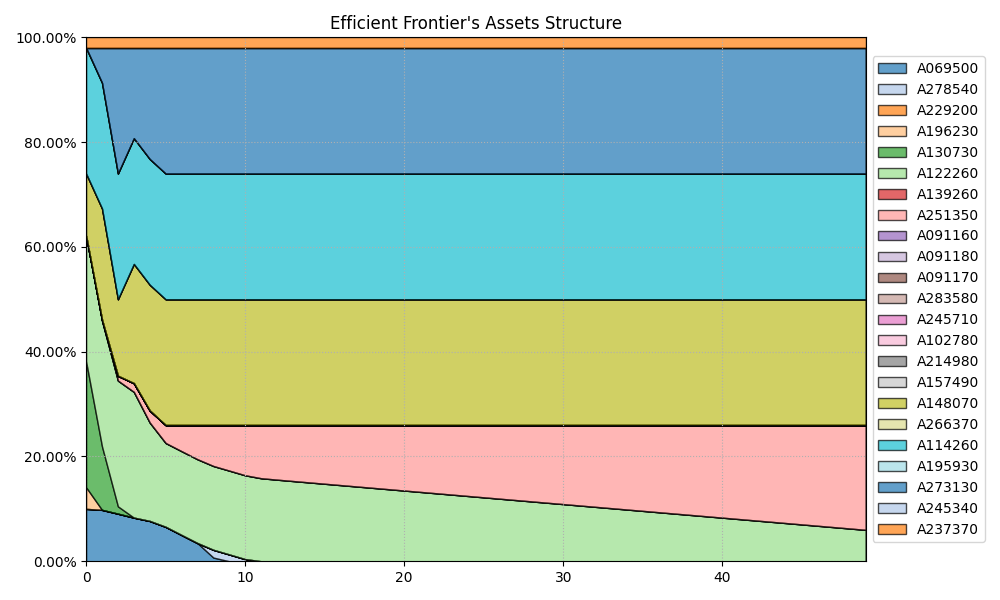 Efficient Frontier's Assets Structure
100.00%
80.00%
60.00%
40.00%
20.00%
0.00%
0
10
20
30
40
A069500
A278540
A229200
A196230
A130730
A122260
A139260
A251350
A091160
A091180
A091170
A283580
A245710
A102780
A214980
A157490
A148070
A266370
A114260
A195930
A273130
A245340
A237370